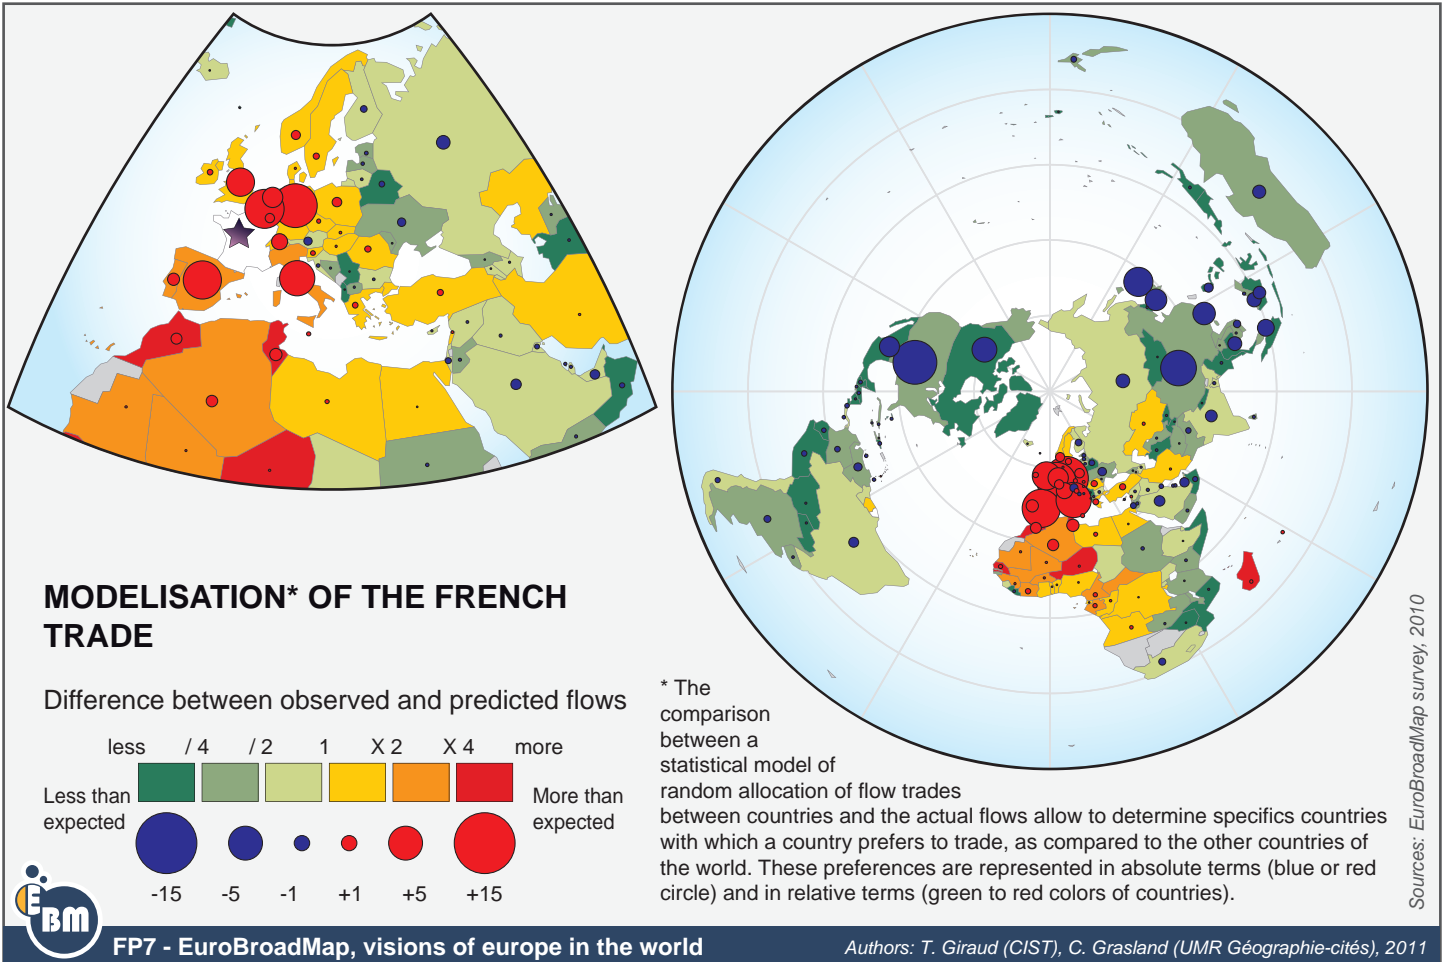 MODELISATION* OF THE FRENCH
TRADE
Difference between observed and predicted flows
less / 4 / 2 1 X 2 X 4 more
Less than
expected
More than
expected
-15 -5 -1 +1 +5 +15
* The
comparison
between a
statistical model of
random allocation of flow trades
between countries and the actual flows allow to determine specifics countries
with which a country prefers to trade, as compared to the other countries of
the world. These preferences are represented in absolute terms (blue or red
circle) and in relative terms (green to red colors of countries).
Sources: EuroBroadMap survey, 2010
EBM
FP7 - EuroBroadMap, visions of europe in the world
Authors: T. Giraud (CIST), C. Grasland (UMR Géographie-cités), 2011